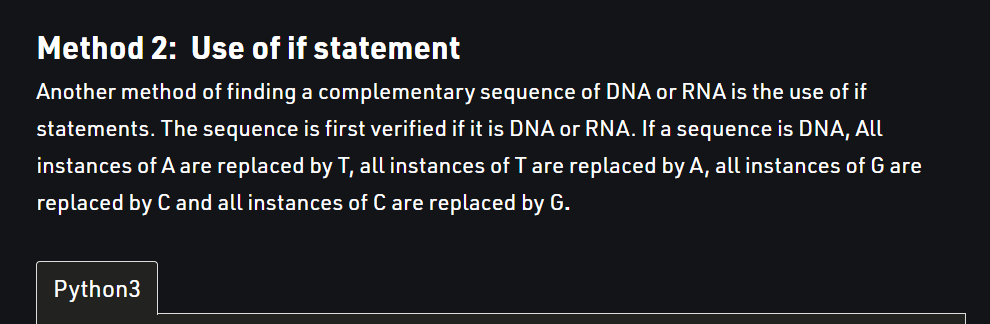 Method 2:  Use of if statement
Another method of finding a complementary sequence of DNA or RNA is the use of if
statements. The sequence is first verified if it is DNA or RNA. If a sequence is DNA, All
instances of A are replaced by T, all instances of T are replaced by A, all instances of G are
replaced by C and all instances of C are replaced by G.
Python3